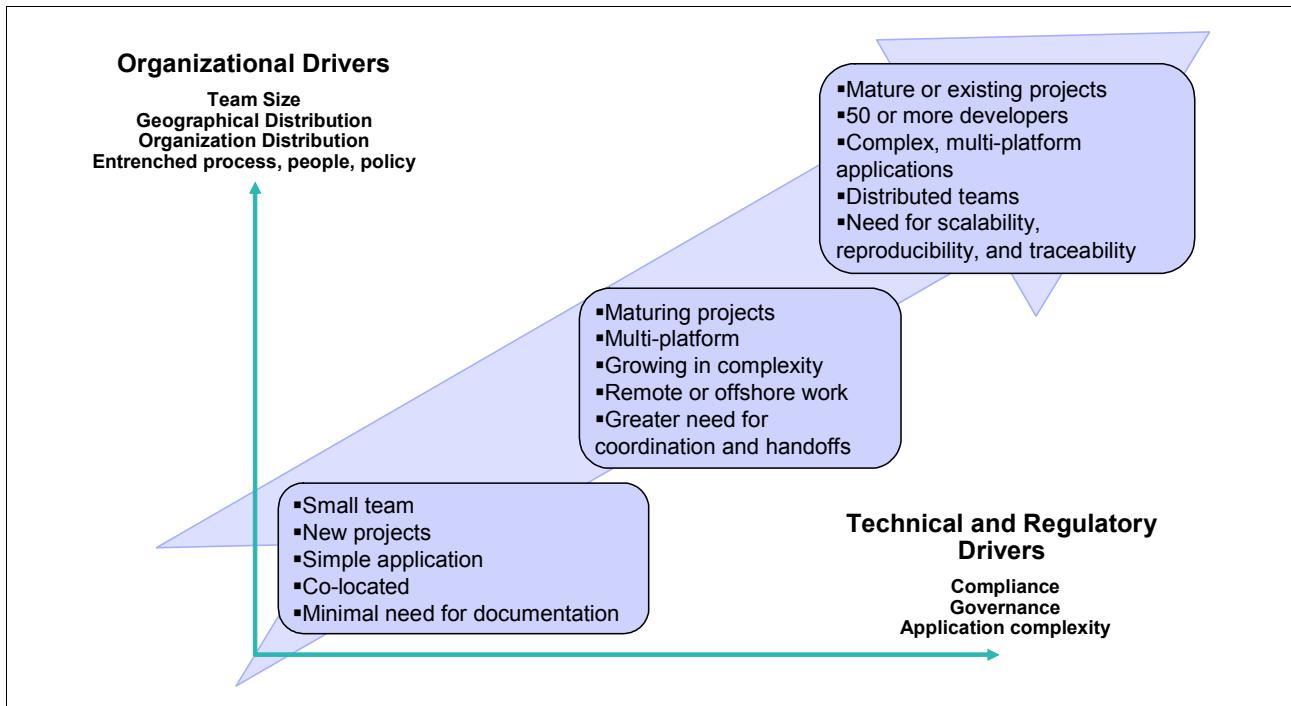 Organizational Drivers
Team Size
Geographical Distribution
Organization Distribution
Entrenched process, people, policy
▪Mature or existing projects
▪50 or more developers
▪Complex, multi-platform
applications
▪Distributed teams
▪Need for scalability,
reproducibility, and traceability
▪Maturing projects
▪Multi-platform
▪Growing in complexity
▪Remote or offshore work
▪Greater need for
coordination and handoffs
▪Small team
▪New projects
▪Simple application
▪Co-located
▪Minimal need for documentation
Technical and Regulatory
Drivers
Compliance
Governance
Application complexity